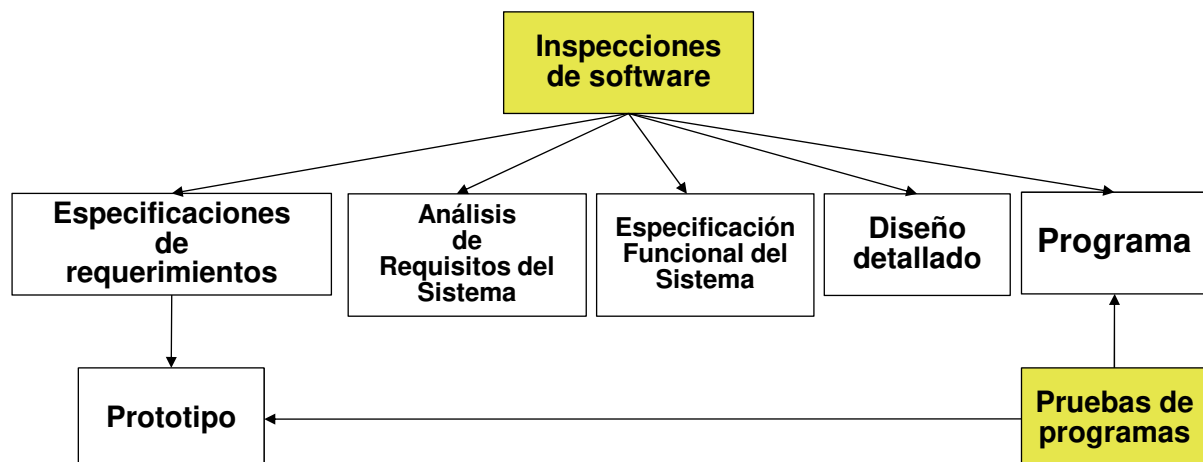 Inspecciones
de software
Especificaciones
de
requerimientos
Análisis
de
Requisitos del
Sistema
Especificación
Funcional del
Sistema
Diseño
detallado
Programa
Prototipo
Pruebas de
programas